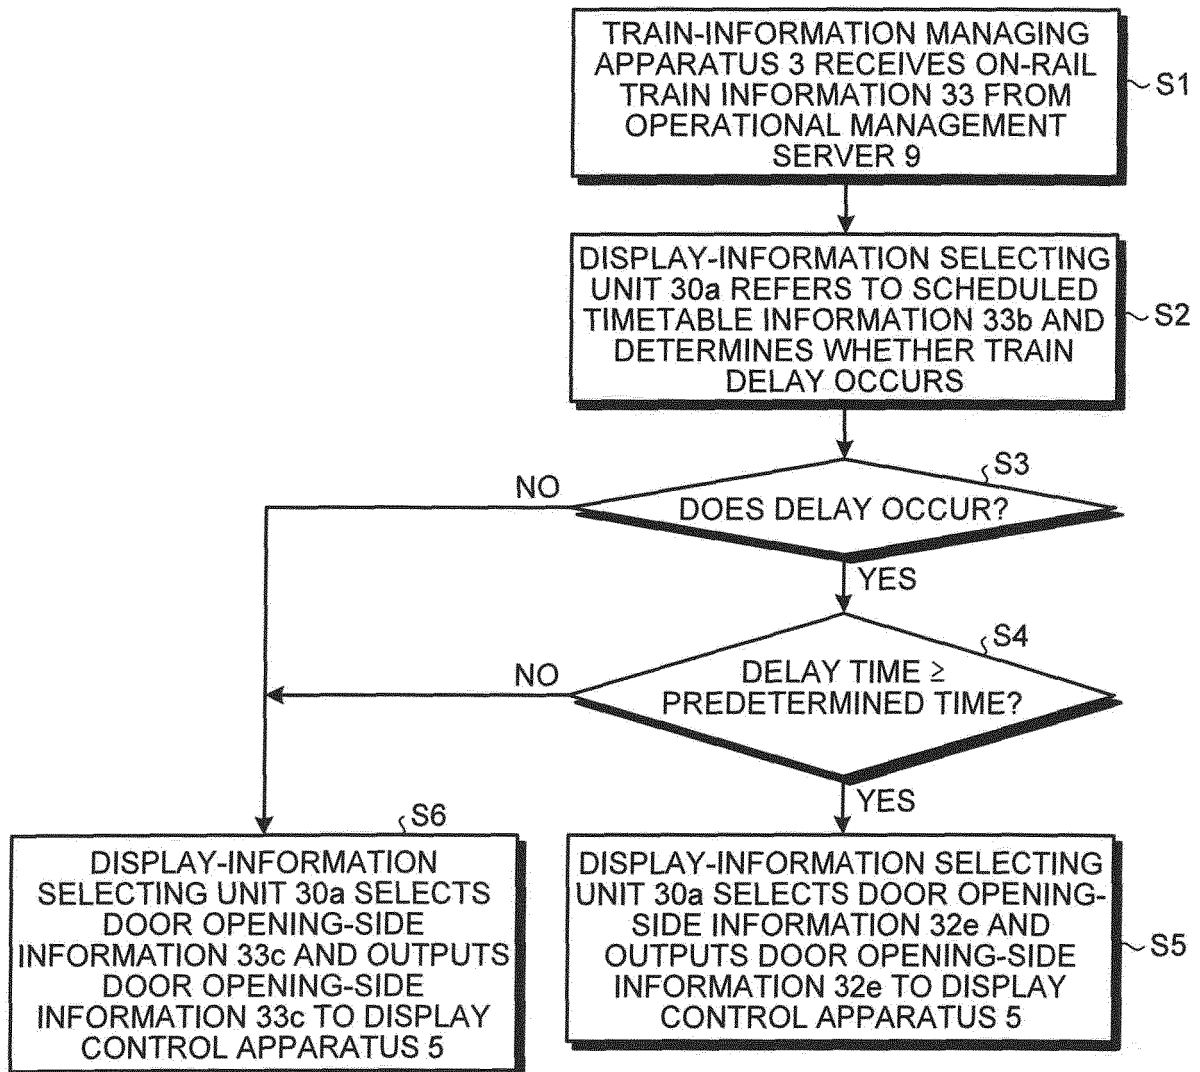 TRAIN-INFORMATION MANAGING
APPARATUS 3 RECEIVES ON-RAIL
TRAIN INFORMATION 33 FROM
OPERATIONAL MANAGEMENT
SERVER 9
S1
DISPLAY-INFORMATION SELECTING
UNIT 30a REFERS TO SCHEDULED
TIMETABLE INFORMATION 33b AND
DETERMINES WHETHER TRAIN
DELAY OCCURS
S2
S3
NO
DOES DELAY OCCUR?
YES
S4
NO
DELAY TIME ≥
PREDETERMINED TIME?
YES
S6
DISPLAY-INFORMATION
SELECTING UNIT 30a SELECTS
DOOR OPENING-SIDE
INFORMATION 33c AND OUTPUTS
DOOR OPENING-SIDE
INFORMATION 33c TO DISPLAY
CONTROL APPARATUS 5
DISPLAY-INFORMATION SELECTING
UNIT 30a SELECTS DOOR OPENING-
SIDE INFORMATION 32e AND
OUTPUTS DOOR OPENING-SIDE
INFORMATION 32e TO DISPLAY
CONTROL APPARATUS 5
S5